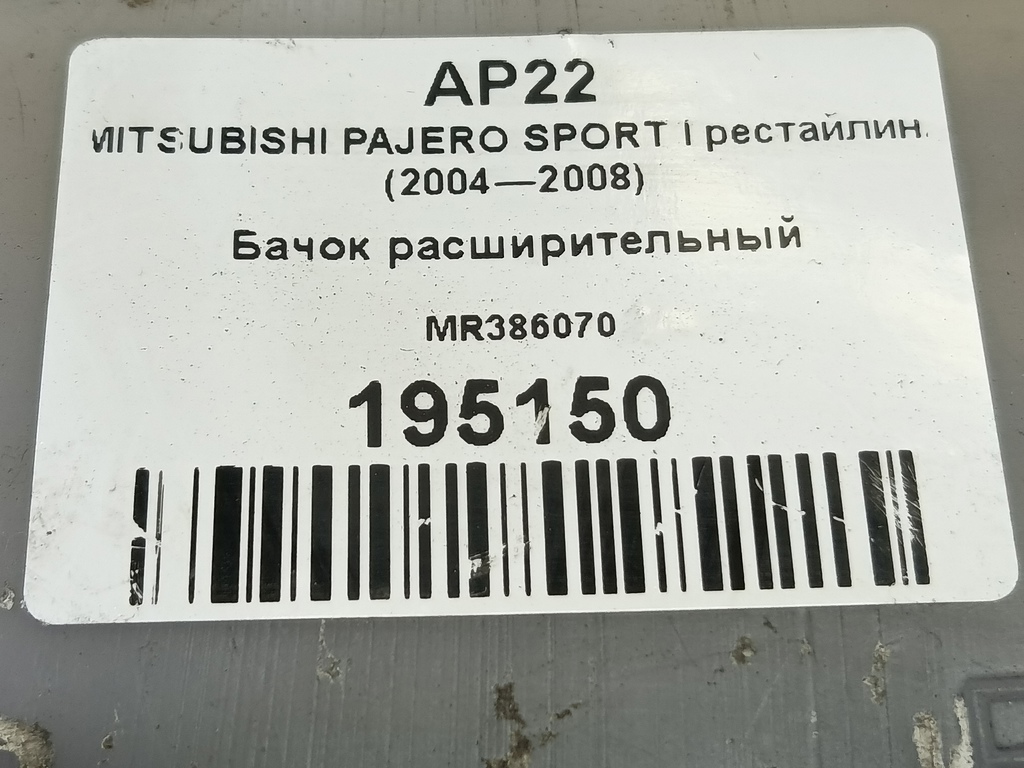 AP22
MITSUBISHI PAJERO SPORT I рестайлин
(2004—2008)
Бачок расширительный
MR386070
195150